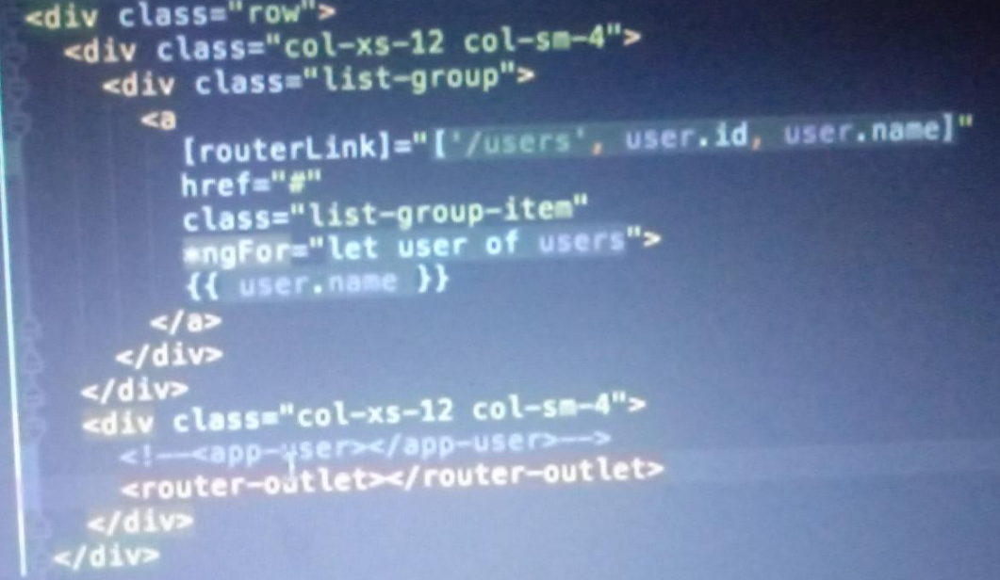 <div class="row">
<div class="col-xs-12 col-sm-4">
<div class="list-group">
<a
[routerLink]="['/users', user.id, user.name]"
href="#"
class="list-group-item"
*ngFor="let user of users">
{{ user.name }}
</a>
</div>
</div>
<div class="col-xs-12 col-sm-4">
<!--<app-user></app-user>-->
<router-outlet></router-outlet>
</div>
</div>